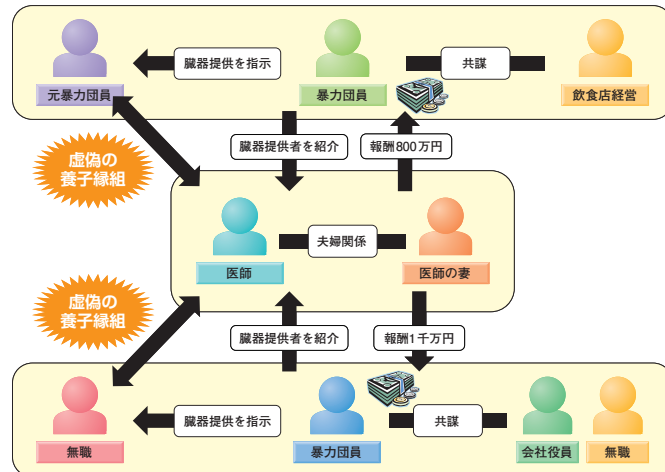 臓器提供を指示
共謀
元暴力団員
暴力団員
飲食店経営
虚偽の
養子縁組
臓器提供者を紹介
報酬800万円
夫婦関係
医師
医師の妻
虚偽の
養子縁組
臓器提供者を紹介
報酬1千万円
臓器提供を指示
共謀
無職
暴力団員
会社役員
無職